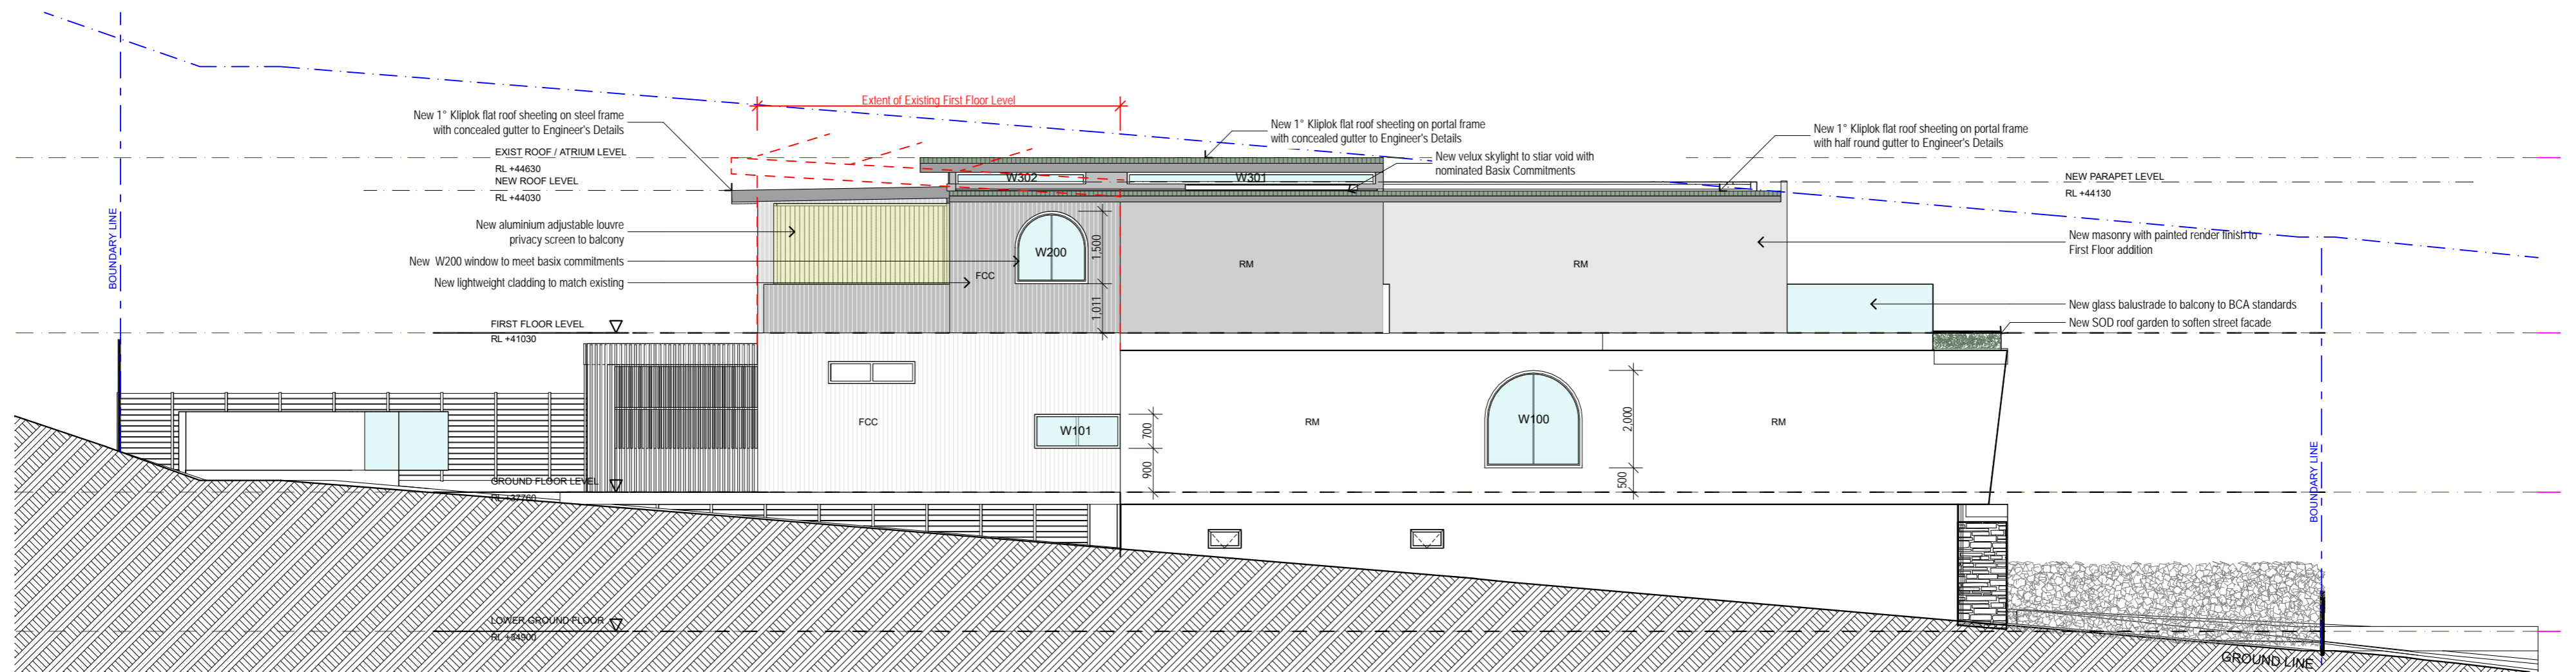 Extent of Existing First Floor Level
New 1° Kliplok flat roof sheeting on steel frame
with concealed gutter to Engineer's Details
New 1° Kliplok flat roof sheeting on portal frame
with concealed gutter to Engineer's Details
New 1° Kliplok flat roof sheeting on portal frame
with half round gutter to Engineer's Details
EXIST ROOF / ATRIUM LEVEL
RL +44630
NEW ROOF LEVEL
RL +44030
New velux skylight to stiar void with
nominated Basix Commitments
W302
W301
NEW PARAPET LEVEL
RL +44130
BOUNDARY LINE
New aluminium adjustable louvre
privacy screen to balcony
New W200 window to meet basix commitments
New lightweight cladding to match existing
W200
1,500
1,011
FCC
RM
RM
New masonry with painted render finish to
First Floor addition
New glass balustrade to balcony to BCA standards
New SOD roof garden to soften street facade
FIRST FLOOR LEVEL
RL +41030
FCC
W101
700
900
RM
W100
2,000
500
RM
BOUNDARY LINE
GROUND FLOOR LEVEL
RL +37760
LOWER GROUND FLOOR
RL +34900
GROUND LINE